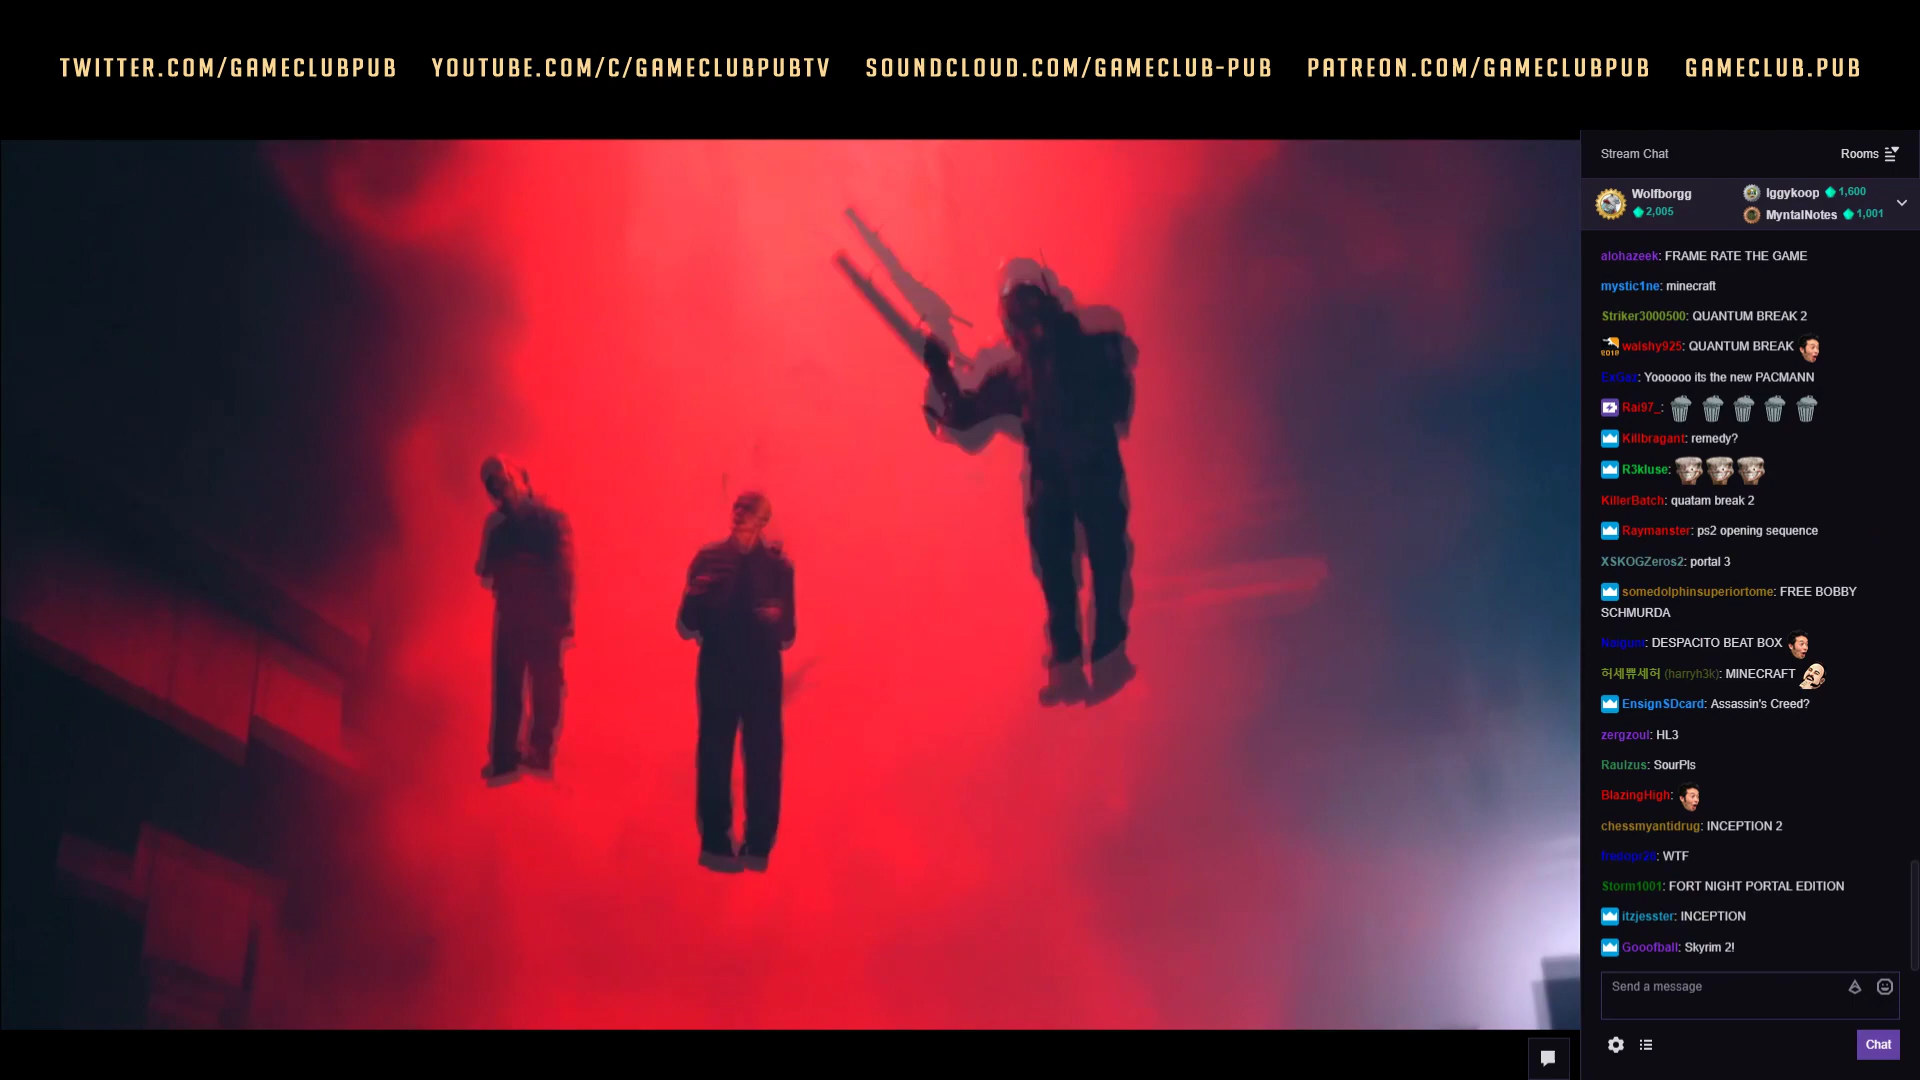 TWITTER.COM/GAMECLUBPUB YOUTUBE.COM/C/GAMECLUBPUBTV SOUNDCLOUD.COM/GAMECLUB-PUB PATREON.COM/GAMECLUBPUB GAMECLUB.PUB
Stream Chat Rooms
Wolfborgg Iggykoop 1,600
2,005 MyntalNotes 1,001
alohazeek: FRAME RATE THE GAME
mystic1ne: minecraft
Striker3000500: QUANTUM BREAK 2
2018 walshy925: QUANTUM BREAK
ExGaz: Yoooooo its the new PACMANN
Rai97_:
Killbragant: remedy?
R3kluse:
KillerBatch: quatam break 2
Raymanster: ps2 opening sequence
XSKOGZeros2: portal 3
somedolphinsuperiortome: FREE BOBBY
SCHMURDA
: DESPACITO BEAT BOX
허세쀼세허 (harryh3k): MINECRAFT
EnsignSDcard: Assassin's Creed?
zergzoul: HL3
Raulzus: SourPls
BlazingHigh:
chessmyantidrug: INCEPTION 2
: WTF
Storm1001: FORT NIGHT PORTAL EDITION
itzjesster: INCEPTION
Gooofball: Skyrim 2!
Send a message
Chat